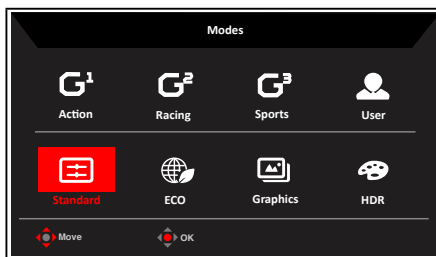 Modes
G¹ G² G³
Action Racing Sports User
Standard ECO Graphics HDR
Move OK